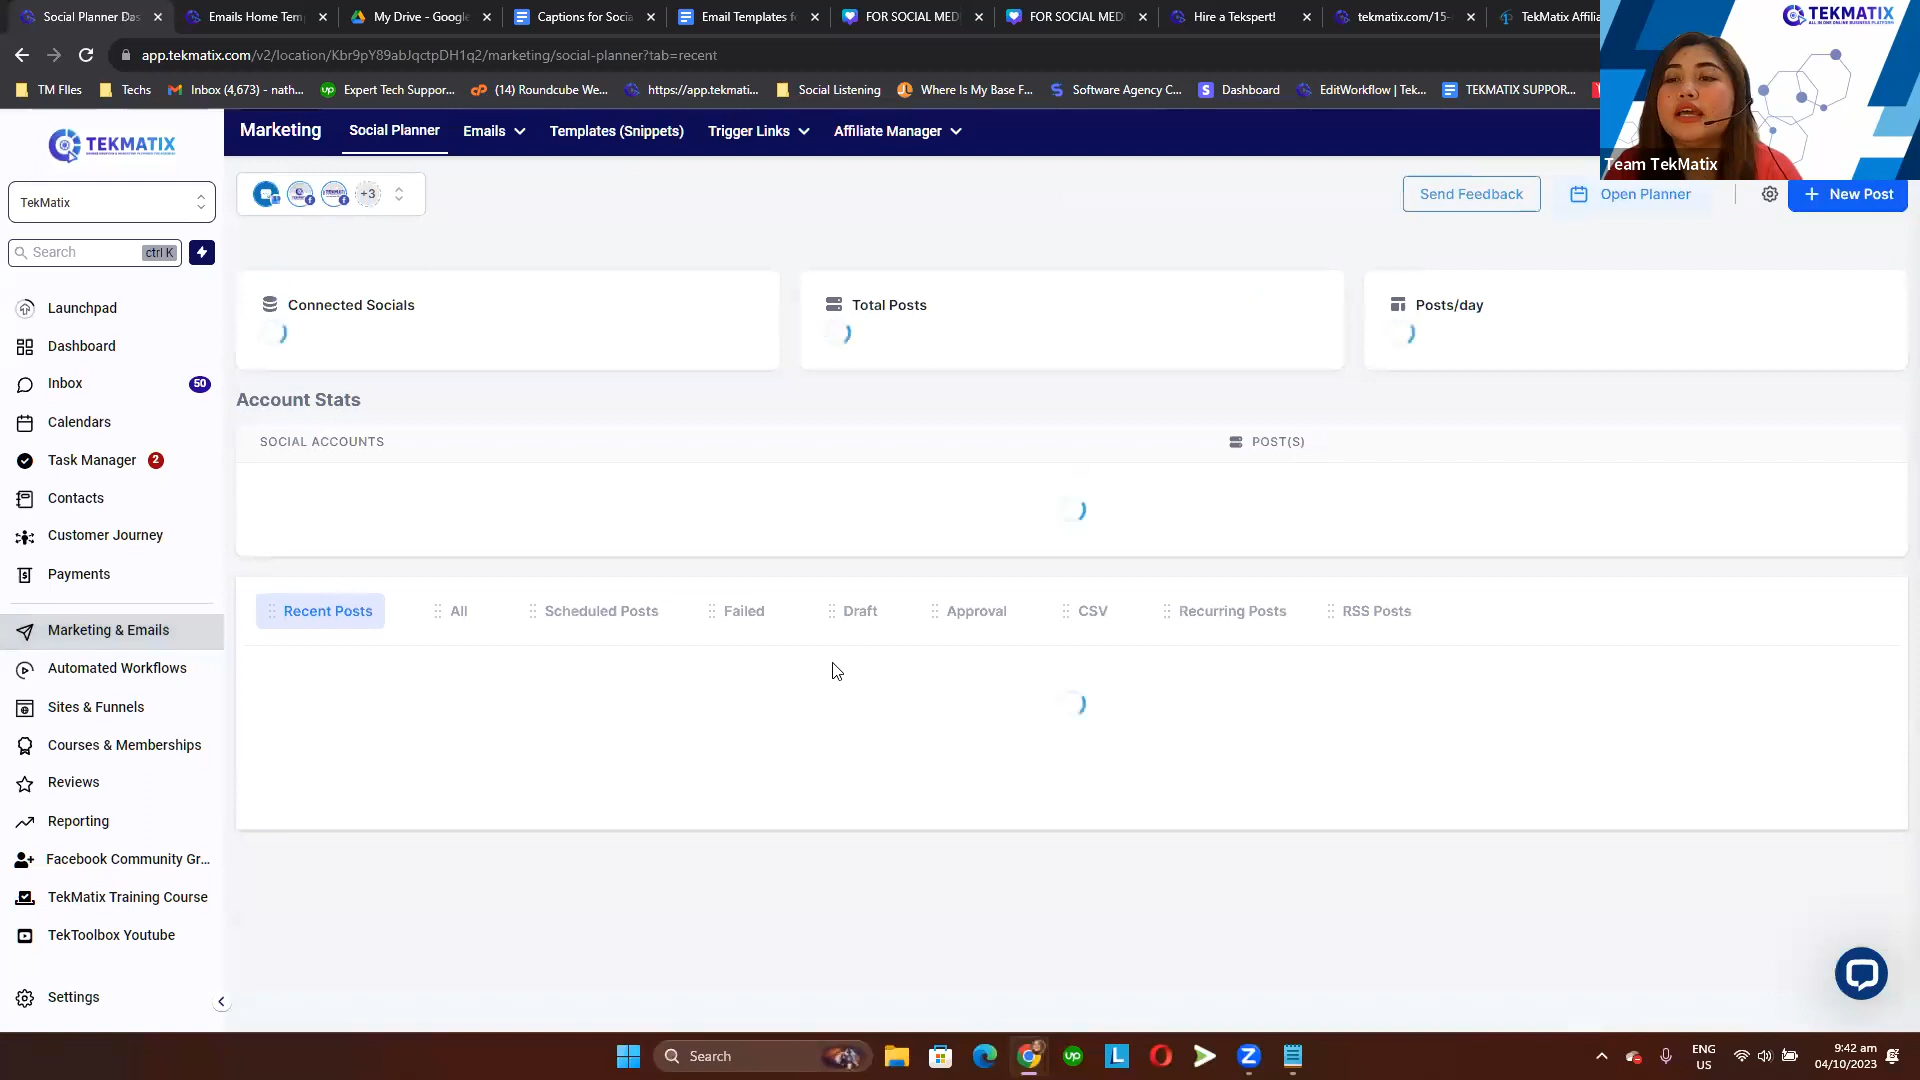 Social Planner Das
Emails Home Tem
My Drive - Google
Captions for Socia
Email Templates fo
FOR SOCIAL MED
FOR SOCIAL MED
Hire a Tekspert!
tekmatix.com/15-
TekMatix Affilia
app.tekmatix.com/v2/location/Kbr9pY89abJqctpDH1q2/marketing/social-planner?tab=recent
TM FIles
Techs
Inbox (4,673) - nath...
Expert Tech Suppor...
(14) Roundcube We...
https://app.tekmati...
Social Listening
Where Is My Base F...
Software Agency C...
Dashboard
EditWorkflow | Tek...
TEKMATIX SUPPOR...
TEKMATIX
Team TekMatix
TEKMATIX
Marketing
Social Planner
Emails
Templates (Snippets)
Trigger Links
Affiliate Manager
TekMatix
+3
Send Feedback
Open Planner
New Post
Search
ctrl K
Launchpad
Dashboard
Inbox
50
Calendars
Task Manager
2
Contacts
Customer Journey
Payments
Marketing & Emails
Automated Workflows
Sites & Funnels
Courses & Memberships
Reviews
Reporting
Facebook Community Gr...
TekMatix Training Course
TekToolbox Youtube
Settings
Connected Socials
Total Posts
Posts/day
Account Stats
SOCIAL ACCOUNTS
POST(S)
Recent Posts
All
Scheduled Posts
Failed
Draft
Approval
CSV
Recurring Posts
RSS Posts
Search
ENG
US
9:42 am
04/10/2023